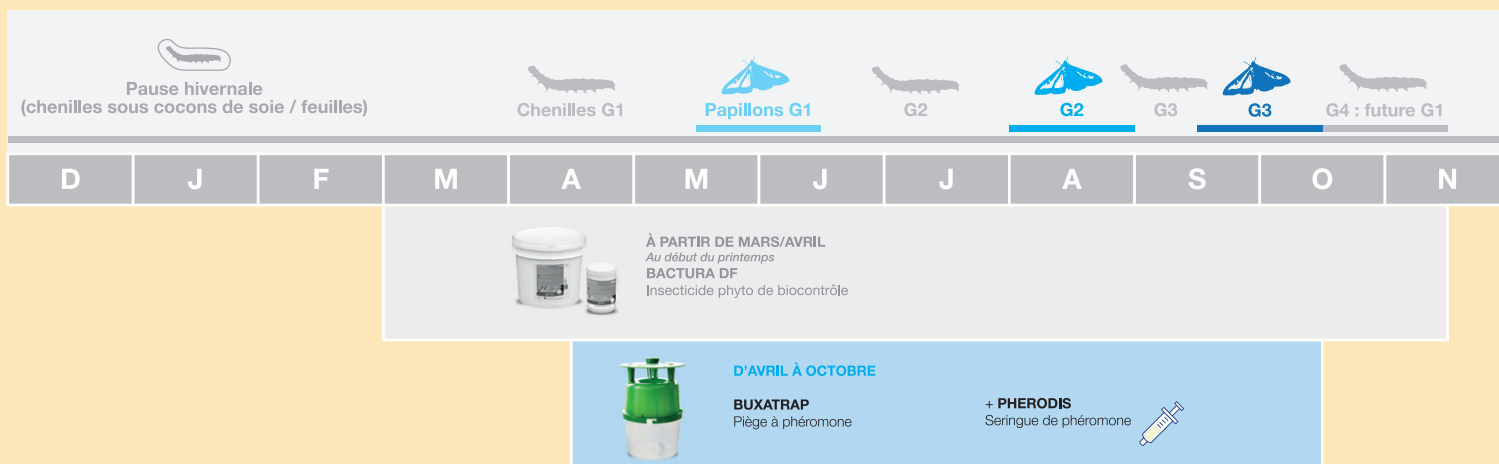 Pause hivernale
(chenilles sous cocons de soie / feuilles)
Chenilles G1
Papillons G1
G2
G2
G3
G3
G4 : future G1
D J F M A M J J A S O N
À PARTIR DE MARS/AVRIL
Au début du printemps
BACTURA DF
Insecticide phyto de biocontrôle
D'AVRIL À OCTOBRE
BUXATRAP
Piège à phéromone
+ PHERODIS
Seringue de phéromone